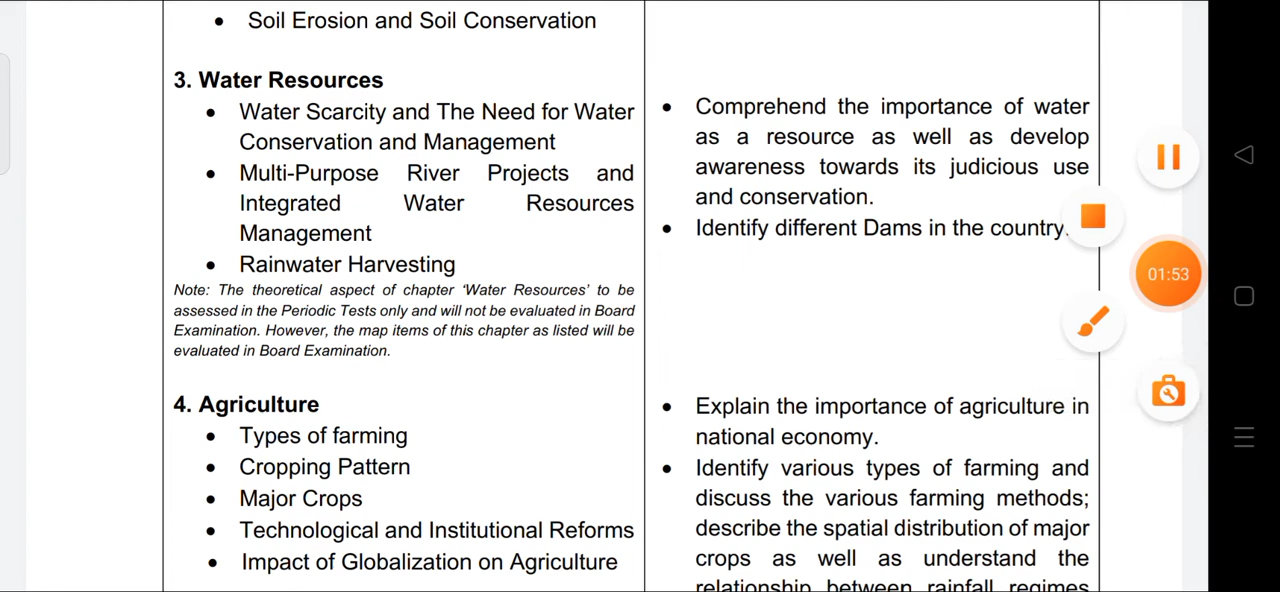 • Soil Erosion and Soil Conservation
3. Water Resources
• Water Scarcity and The Need for Water
Conservation and Management
• Multi-Purpose River Projects and
Integrated Water Resources
Management
• Rainwater Harvesting
Note: The theoretical aspect of chapter ‘Water Resources’ to be
assessed in the Periodic Tests only and will not be evaluated in Board
Examination. However, the map items of this chapter as listed will be
evaluated in Board Examination.
4. Agriculture
• Types of farming
• Cropping Pattern
• Major Crops
• Technological and Institutional Reforms
• Impact of Globalization on Agriculture
• Comprehend the importance of water
as a resource as well as develop
awareness towards its judicious use
and conservation.
• Identify different Dams in the country.
• Explain the importance of agriculture in
national economy.
• Identify various types of farming and
discuss the various farming methods;
describe the spatial distribution of major
crops as well as understand the
relationship between rainfall regimes
01:53